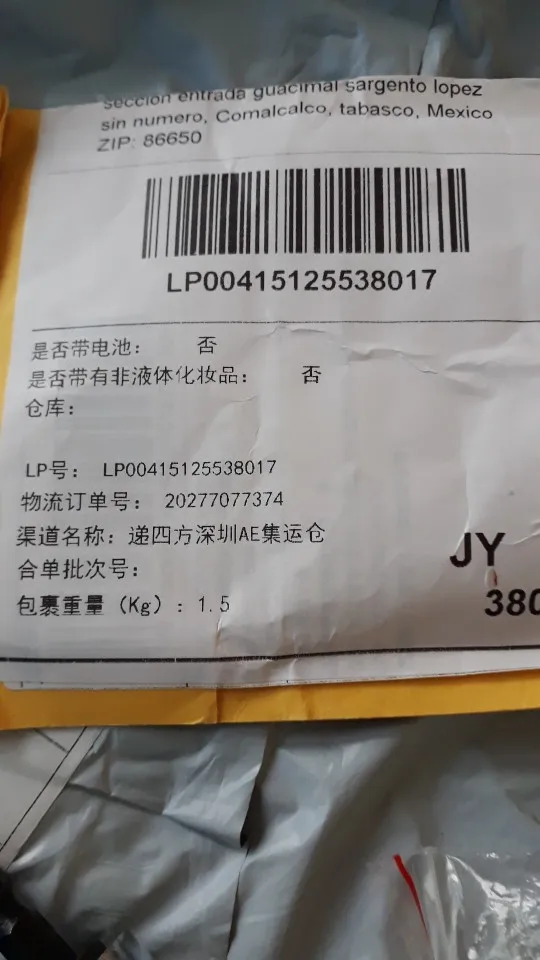 seccion entrada guacimal sargento lopez
sin numero, Comalcalco, tabasco, Mexico
ZIP: 86650
LP00415125538017
是否带电池： 否
是否带有非液体化妆品： 否
仓库：
LP号： LP00415125538017
物流订单号： 20277077374
渠道名称：递四方深圳AE集运仓
合单批次号：
包裹重量（Kg）：1.5
JY
380